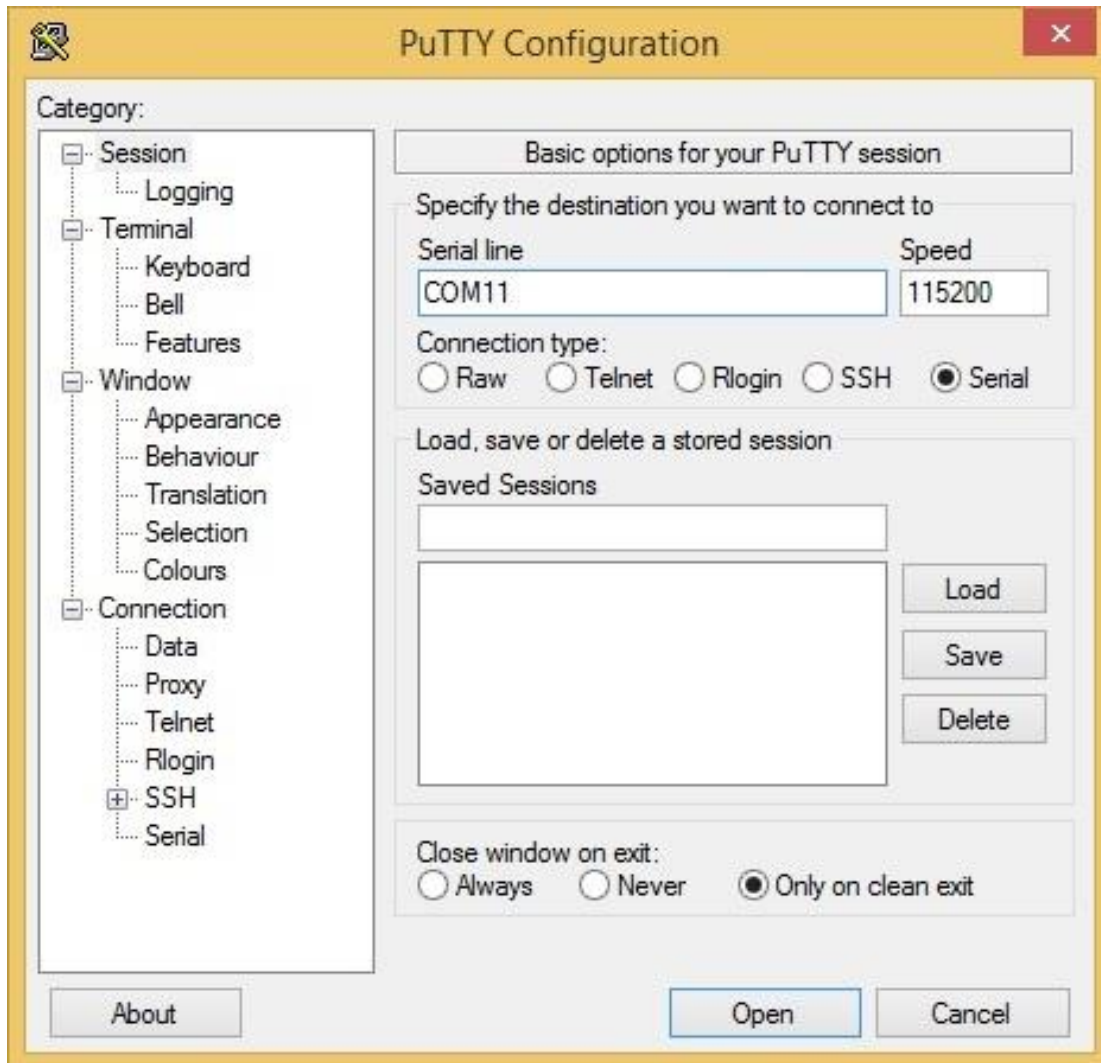 PuTTY Configuration
Category:
Session
Logging
Terminal
Keyboard
Bell
Features
Window
Appearance
Behaviour
Translation
Selection
Colours
Connection
Data
Proxy
Telnet
Rlogin
SSH
Serial
Basic options for your PuTTY session
Specify the destination you want to connect to
Serial line Speed
COM11 115200
Connection type:
Raw Telnet Rlogin SSH Serial
Load, save or delete a stored session
Saved Sessions
Load
Save
Delete
Close window on exit:
Always Never Only on clean exit
About Open Cancel